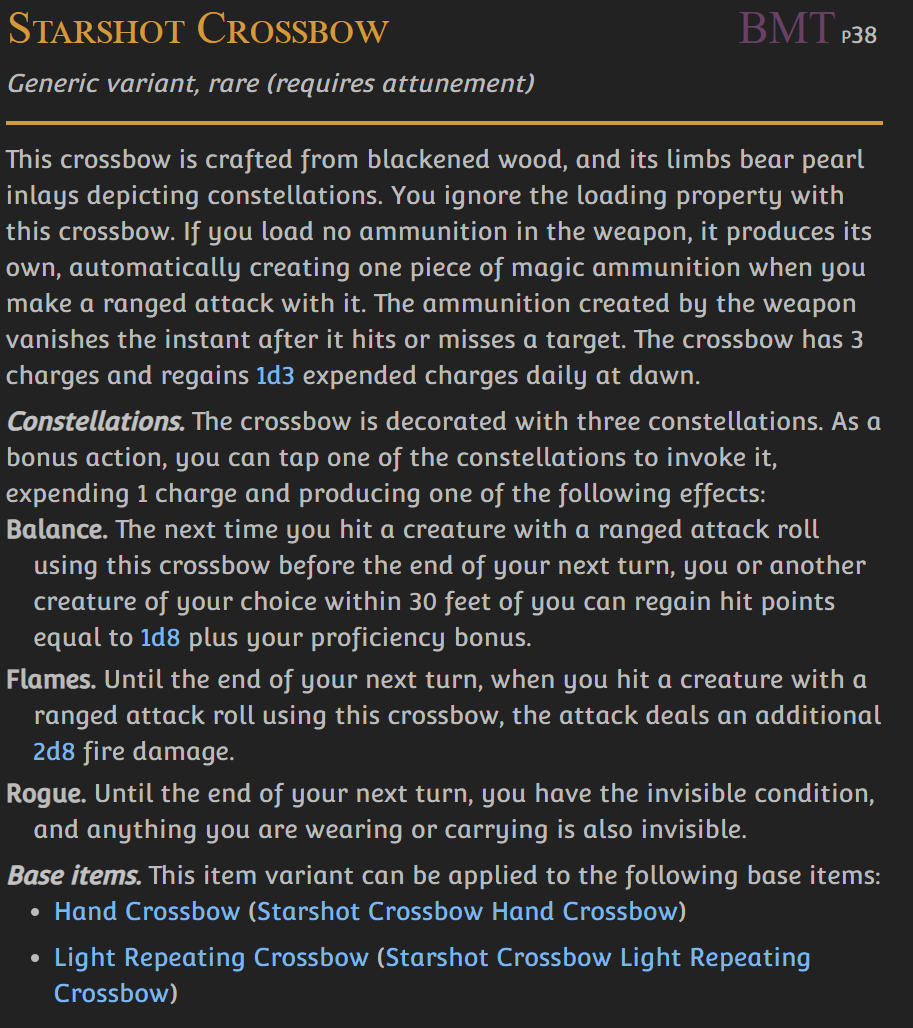 Starshot Crossbow BMT p38
Generic variant, rare (requires attunement)
This crossbow is crafted from blackened wood, and its limbs bear pearl
inlays depicting constellations. You ignore the loading property with
this crossbow. If you load no ammunition in the weapon, it produces its
own, automatically creating one piece of magic ammunition when you
make a ranged attack with it. The ammunition created by the weapon
vanishes the instant after it hits or misses a target. The crossbow has 3
charges and regains 1d3 expended charges daily at dawn.
Constellations. The crossbow is decorated with three constellations. As a
bonus action, you can tap one of the constellations to invoke it,
expending 1 charge and producing one of the following effects:
Balance. The next time you hit a creature with a ranged attack roll
using this crossbow before the end of your next turn, you or another
creature of your choice within 30 feet of you can regain hit points
equal to 1d8 plus your proficiency bonus.
Flames. Until the end of your next turn, when you hit a creature with a
ranged attack roll using this crossbow, the attack deals an additional
2d8 fire damage.
Rogue. Until the end of your next turn, you have the invisible condition,
and anything you are wearing or carrying is also invisible.
Base items. This item variant can be applied to the following base items:
• Hand Crossbow (Starshot Crossbow Hand Crossbow)
• Light Repeating Crossbow (Starshot Crossbow Light Repeating
Crossbow)